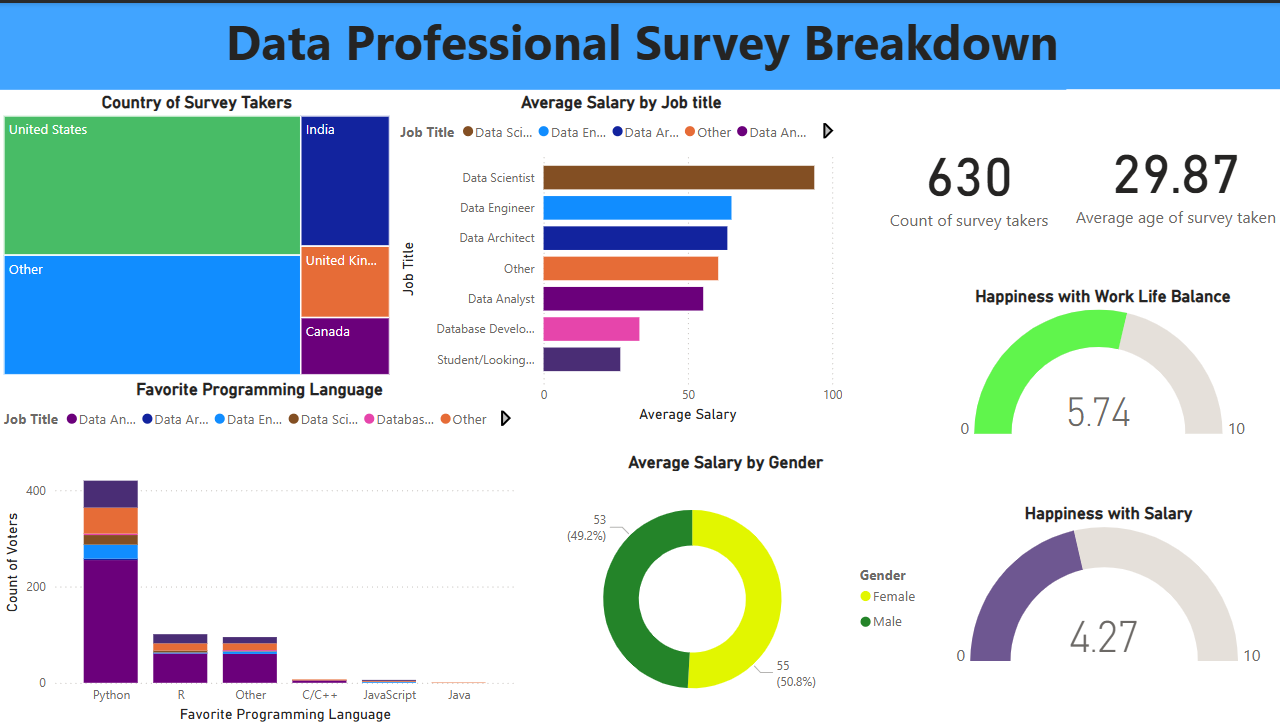 Data Professional Survey Breakdown
Country of Survey Takers
United States
India
Other
United Kin...
Canada
Average Salary by Job title
Job Title Data Sci... Data En... Data Ar... Other Data An...
Job Title
Data Scientist
Data Engineer
Data Architect
Other
Data Analyst
Database Develo...
Student/Looking...
0 50 100
Average Salary
630
Count of survey takers
29.87
Average age of survey taken
Happiness with Work Life Balance
5.74
0 10
Favorite Programming Language
Job Title Data An... Data Ar... Data En... Data Sci... Databas... Other
Count of Voters
400
200
0
Python R Other C/C++ JavaScript Java
Favorite Programming Language
Average Salary by Gender
53
(49.2%)
55
(50.8%)
Gender
Female
Male
Happiness with Salary
4.27
0 10